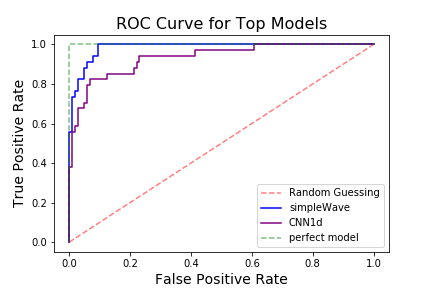 ROC Curve for Top Models
1.0
0.8
0.6
0.4
0.2
0.0
True Positive Rate
Random Guessing
simpleWave
CNN1d
perfect model
0.0 0.2 0.4 0.6 0.8 1.0
False Positive Rate